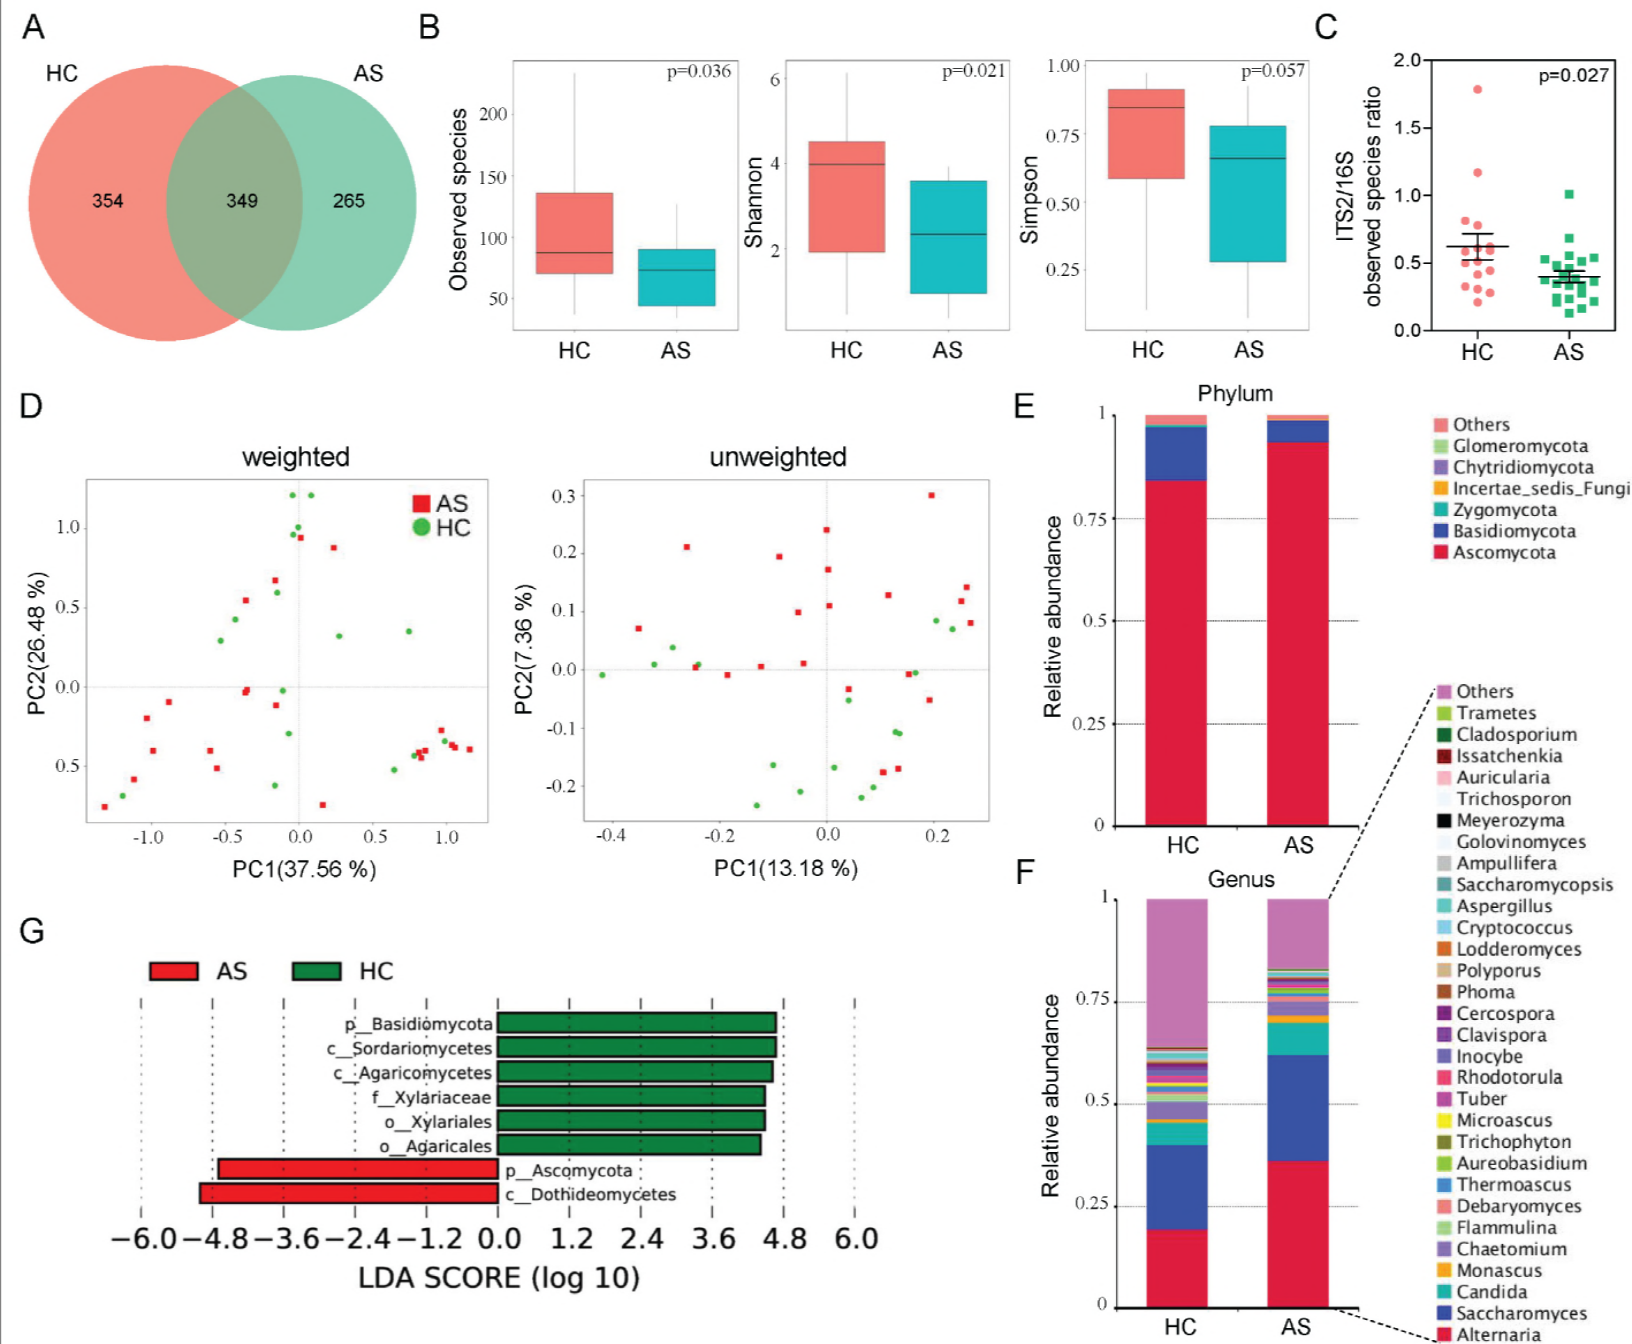 A
HC
AS
354
349
265
B
Observed species
200
150
100
50
p=0.036
HC
AS
Shannon
6
4
2
p=0.021
HC
AS
Simpson
1.00
0.75
0.50
0.25
p=0.057
HC
AS
C
ITS2/16S
observed species ratio
2.0
1.5
1.0
0.5
0.0
p=0.027
HC
AS
D
weighted
AS
HC
PC2(26.48 %)
1.0
0.5
0.0
0.5
-1.0
-0.5
0.0
0.5
1.0
PC1(37.56 %)
unweighted
PC2(7.36 %)
0.3
0.2
0.1
0.0
-0.1
-0.2
-0.4
-0.2
0.0
0.2
PC1(13.18 %)
E
Phylum
Relative abundance
1
0.75
0.5
0.25
0
HC
AS
Others
Glomeromycota
Chytridiomycota
Incertae_sedis_Fungi
Zygomycota
Basidiomycota
Ascomycota
F
Genus
Relative abundance
1
0.75
0.5
0.25
0
HC
AS
Others
Trametes
Cladosporium
Issatchenkia
Auricularia
Trichosporon
Meyerozyma
Golovinomyces
Ampullifera
Saccharomycopsis
Aspergillus
Cryptococcus
Lodderomyces
Polyporus
Phoma
Cercospora
Clavispora
Inocybe
Rhodotorula
Tuber
Microascus
Trichophyton
Aureobasidium
Thermoascus
Debaryomyces
Flammulina
Chaetomium
Monascus
Candida
Saccharomyces
Alternaria
G
AS
HC
p__Basidiomycota
c__Sordariomycetes
c__Agaricomycetes
f__Xylariaceae
o__Xylariales
o__Agaricales
p__Ascomycota
c__Dothideomycetes
−6.0 −4.8 −3.6 −2.4 −1.2 0.0 1.2 2.4 3.6 4.8 6.0
LDA SCORE (log 10)